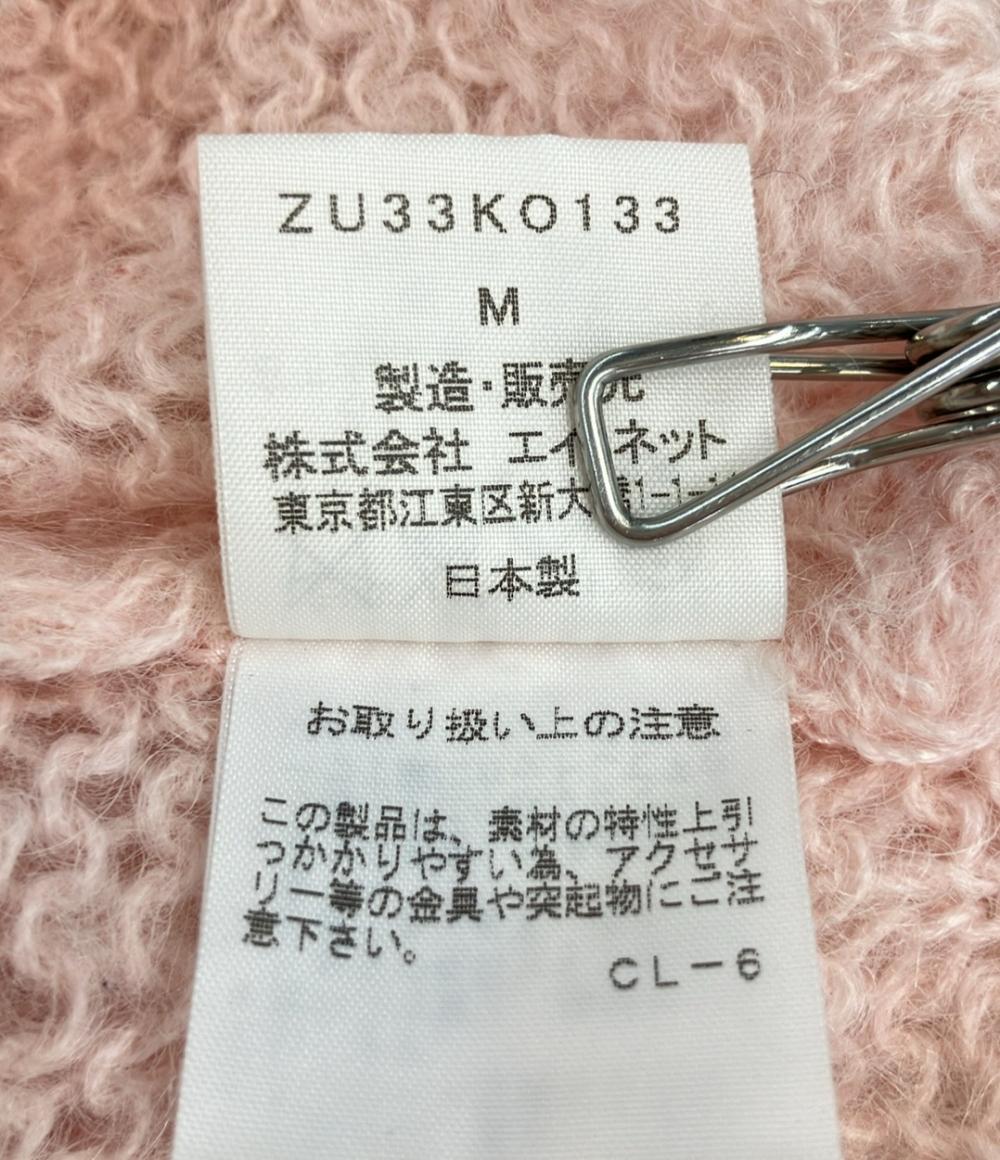 ZU33KO133
M
製造・販売元
株式会社 エイネット
東京都江東区新大橋1-1-
日本製
お取り扱い上の注意
この製品は、素材の特性上引
つかかりやすい為、アクセサ
リー等の金具や突起物にご注
意下さい。
CL-6